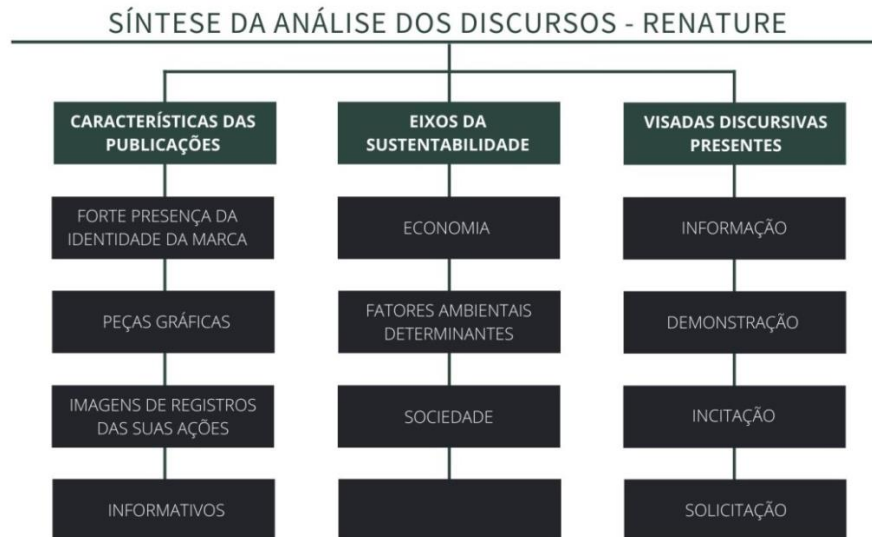 SÍNTESE DA ANÁLISE DOS DISCURSOS - RENATURE
CARACTERÍSTICAS DAS
PUBLICAÇÕES
FORTE PRESENÇA DA
IDENTIDADE DA MARCA
PEÇAS GRÁFICAS
IMAGENS DE REGISTROS
DAS SUAS AÇÕES
INFORMATIVOS
EIXOS DA
SUSTENTABILIDADE
ECONOMIA
FATORES AMBIENTAIS
DETERMINANTES
SOCIEDADE
VISADAS DISCURSIVAS
PRESENTES
INFORMAÇÃO
DEMONSTRAÇÃO
INCITAÇÃO
SOLICITAÇÃO